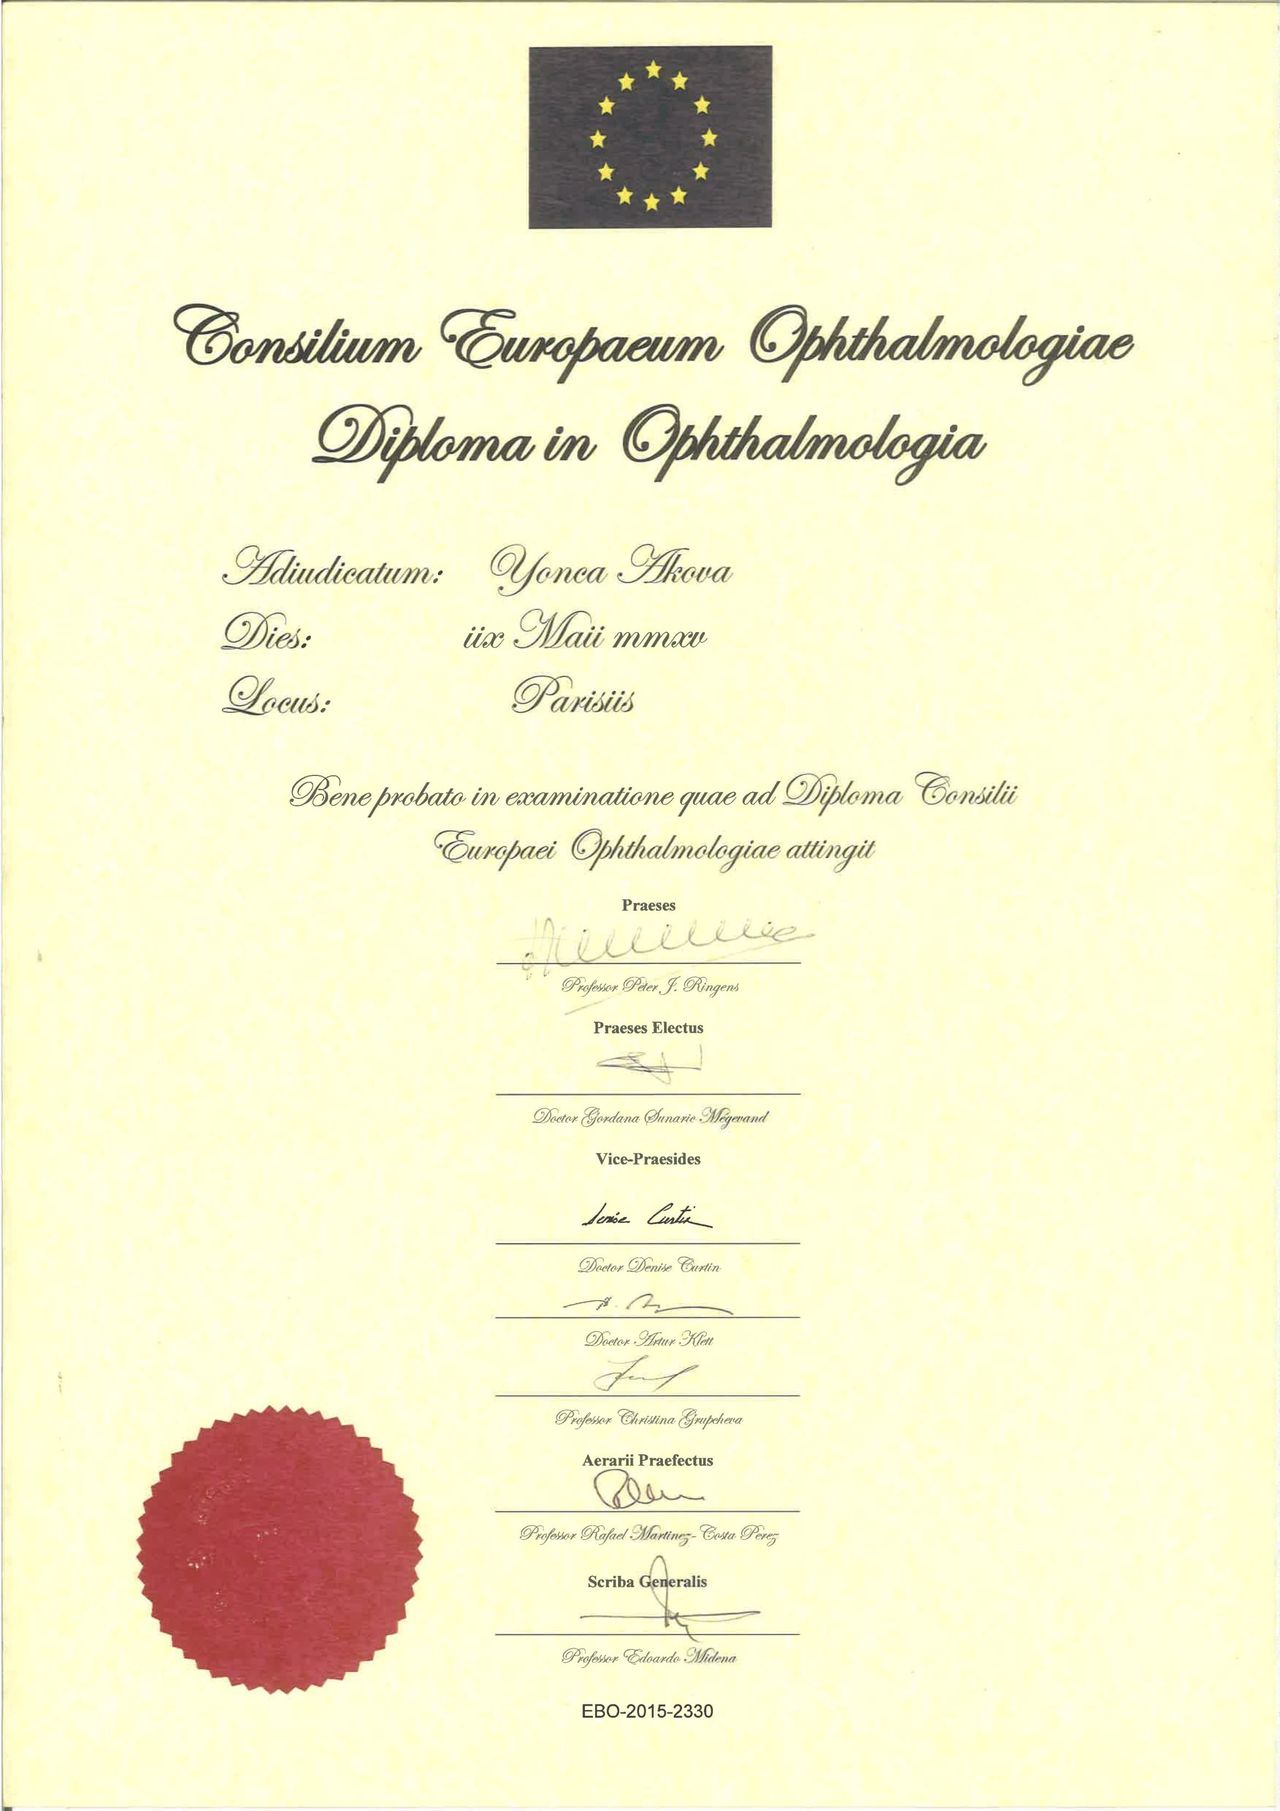 Consilium Europaeum Ophthalmologiae
Diploma in Ophthalmologia
Adiudicatum: Yonca Akova
Dies: iix Maii mmxv
Locus: Parisiis
Bene probato in examinatione quae ad Diploma Consilii
Europaei Ophthalmologiae attingit
Praeses
Professor Peter J. Ringens
Praeses Electus
Doctor Gordana Sunaric Mégevand
Vice-Praesides
Denise Curtin
Doctor Denise Curtin
Doctor Artur Klett
Professor Christina Grupcheva
Aerarii Praefectus
Professor Rafael Martinez- Costa Perez
Scriba Generalis
Professor Edoardo Midena
EBO-2015-2330